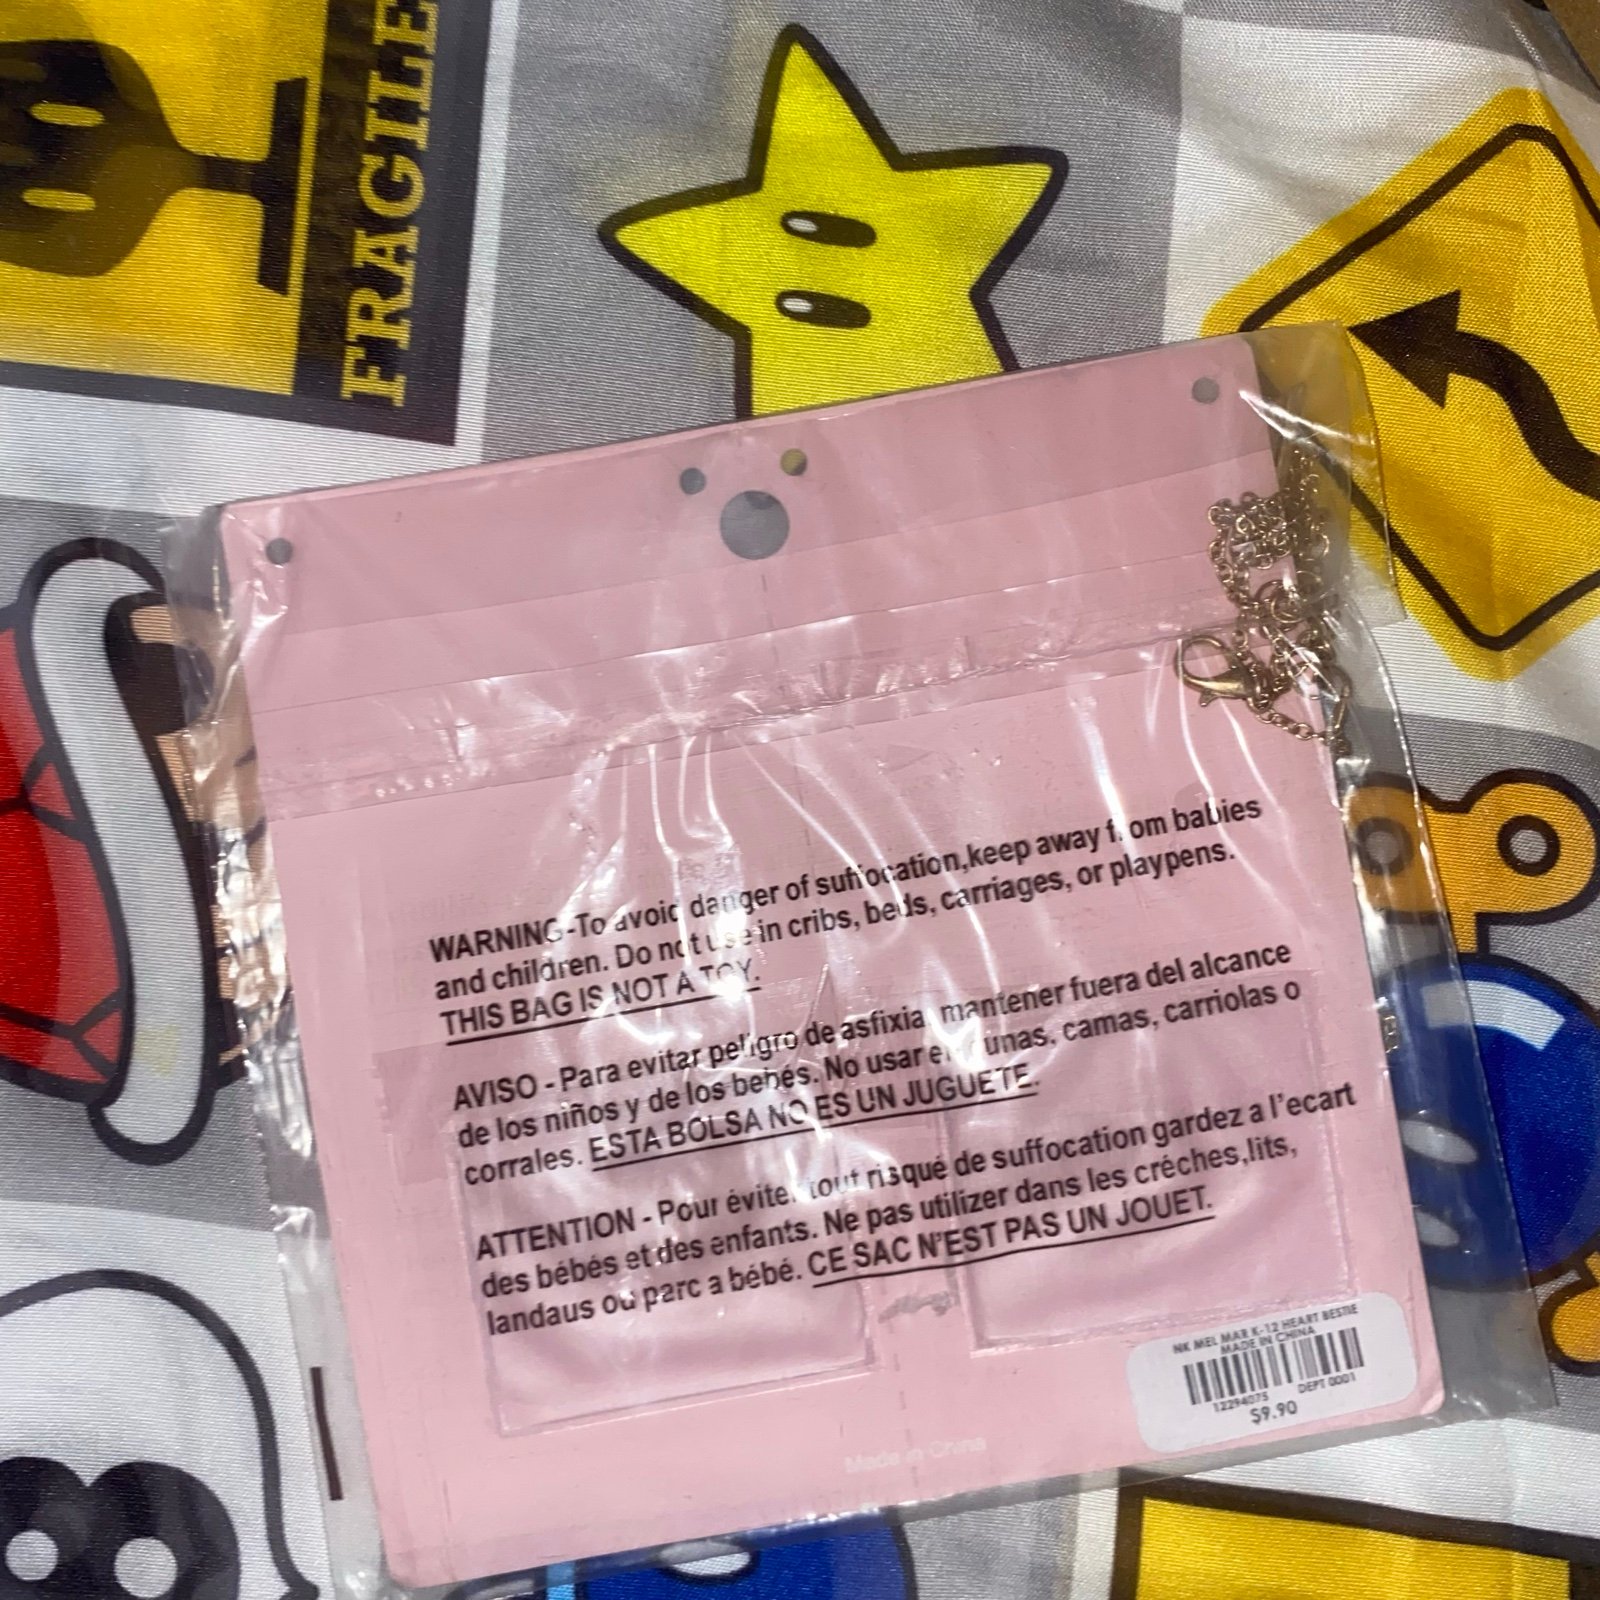 FRAGILE
WARNING-To avoid danger of suffocation,keep away from babies
and children. Do not use in cribs, beds, carriages, or playpens.
THIS BAG IS NOT A TOY.
AVISO - Para evitar peligro de asfixia, mantener fuera del alcance
de los niños y de los bebés. No usar en cunas, camas, carriolas o
corrales. ESTA BOLSA NO ES UN JUGUETE.
ATTENTION - Pour éviter tout risqué de suffocation gardez a l'ecart
des bébés et des enfants. Ne pas utilizer dans les créches,lits,
landaus ou parc a bébé. CE SAC N'EST PAS UN JOUET.
NK MEL MAR K-12 HEART BESTIE
MADE IN CHINA
12294075 DEPT 0001
$9.90
Made in China